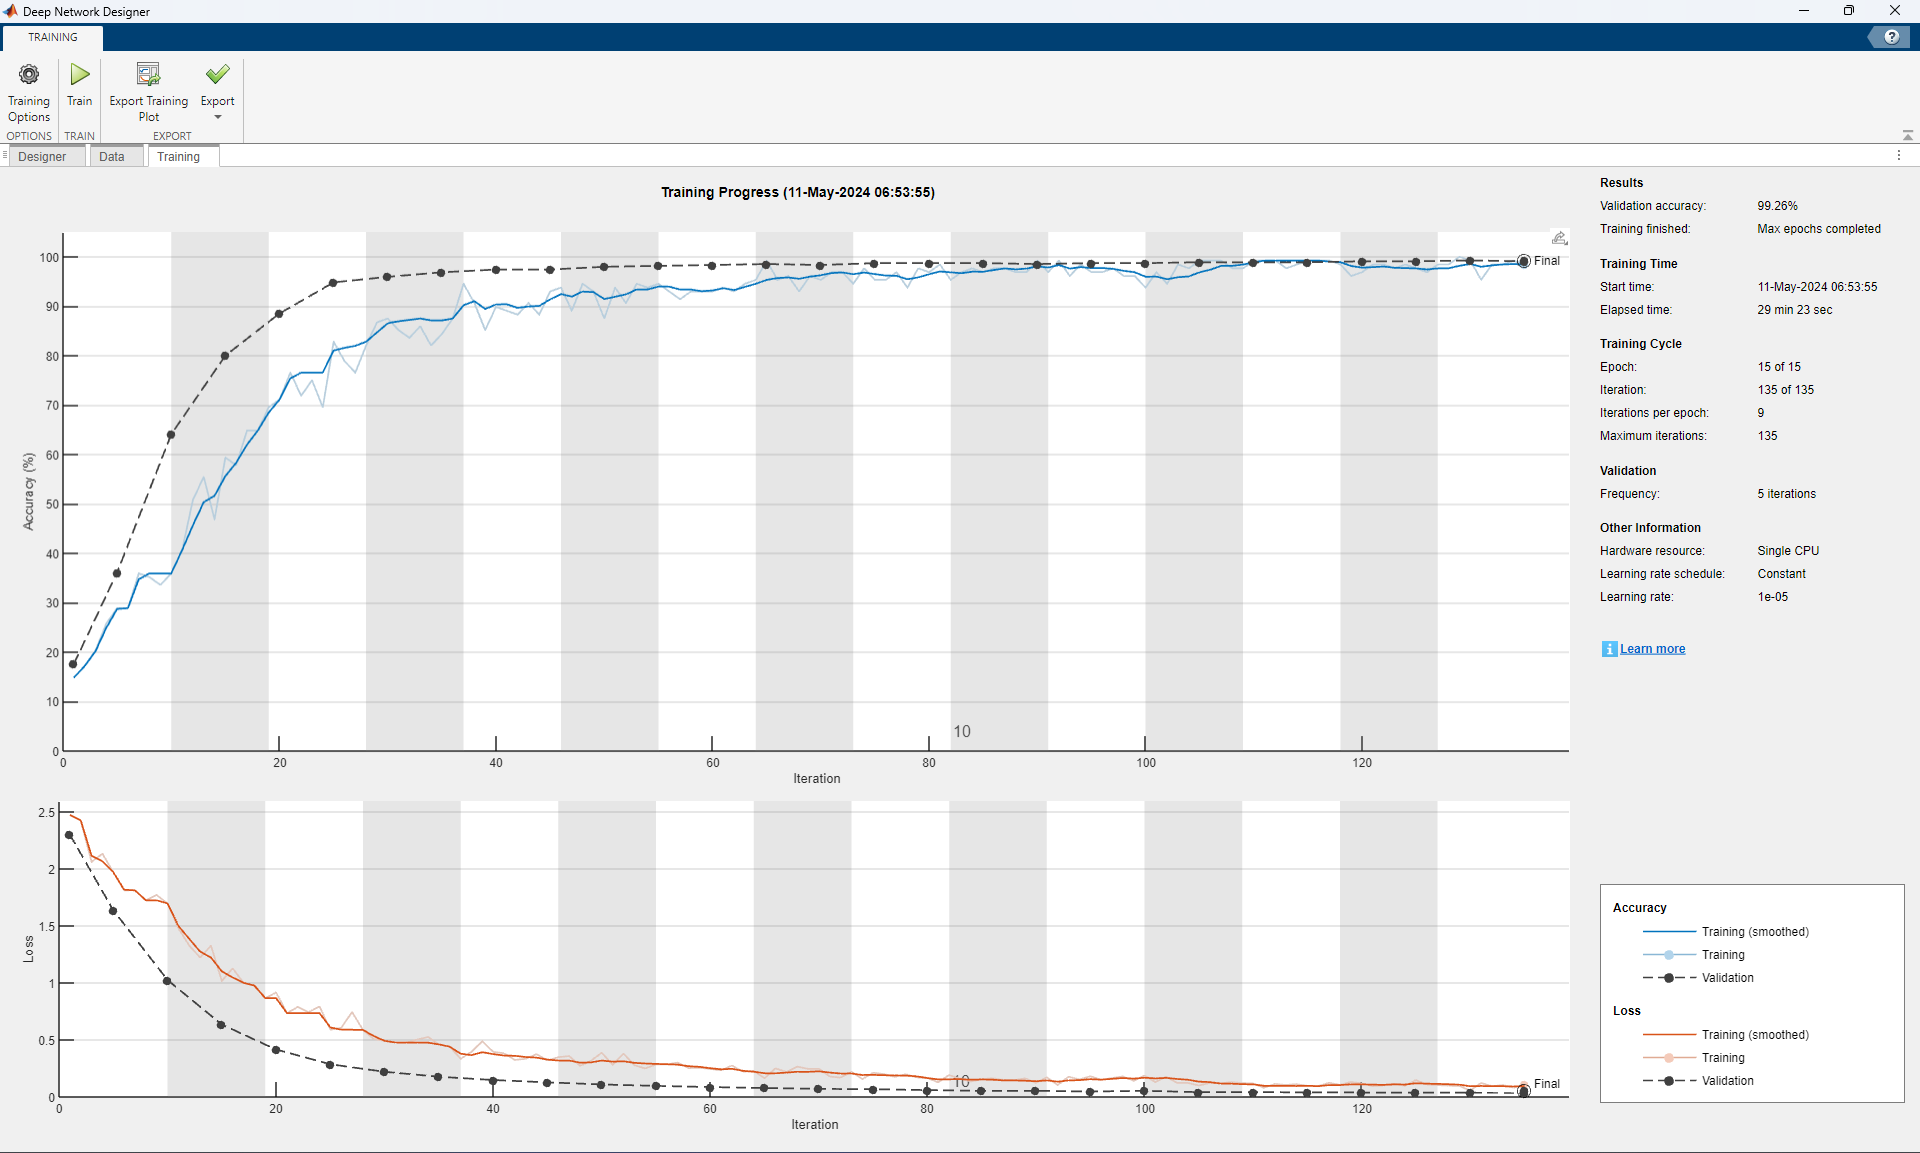 Deep Network Designer
TRAINING
?
Training Options
Train
Export Training Plot
Export
OPTIONS
TRAIN
EXPORT
Designer
Data
Training
Training Progress (11-May-2024 06:53:55)
100
90
80
70
60
50
40
30
20
10
0
Accuracy (%)
Final
10
0
20
40
60
80
100
120
Iteration
2.5
2
1.5
1
0.5
0
Loss
10
Final
0
20
40
60
80
100
120
Iteration
Results
Validation accuracy: 99.26%
Training finished: Max epochs completed
Training Time
Start time: 11-May-2024 06:53:55
Elapsed time: 29 min 23 sec
Training Cycle
Epoch: 15 of 15
Iteration: 135 of 135
Iterations per epoch: 9
Maximum iterations: 135
Validation
Frequency: 5 iterations
Other Information
Hardware resource: Single CPU
Learning rate schedule: Constant
Learning rate: 1e-05
i Learn more
Accuracy
Training (smoothed)
Training
Validation
Loss
Training (smoothed)
Training
Validation